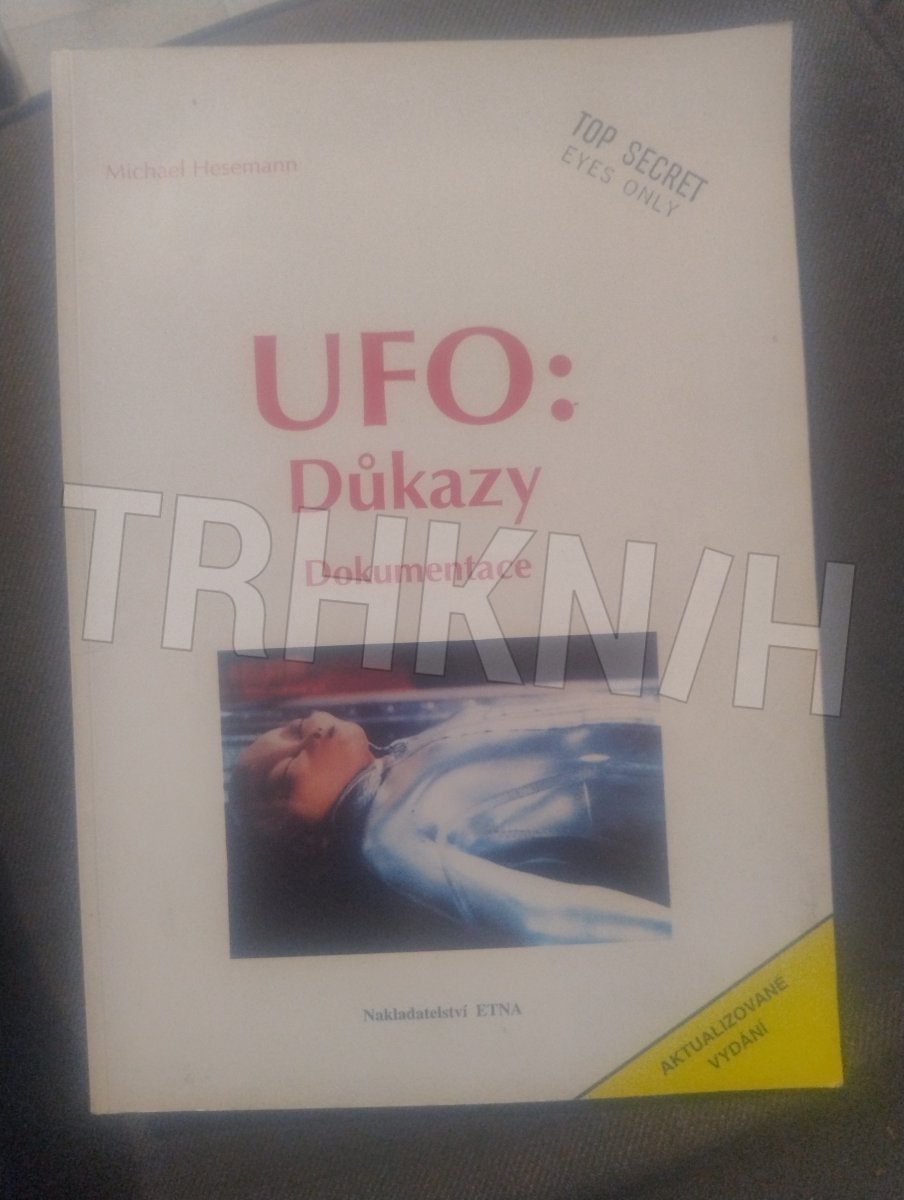 Michael Hesemann
TOP SECRET
EYES ONLY
UFO:
Důkazy
Dokumentace
TRHKNIH
Nakladatelství ETNA
AKTUALIZOVANÉ
VYDÁNÍ